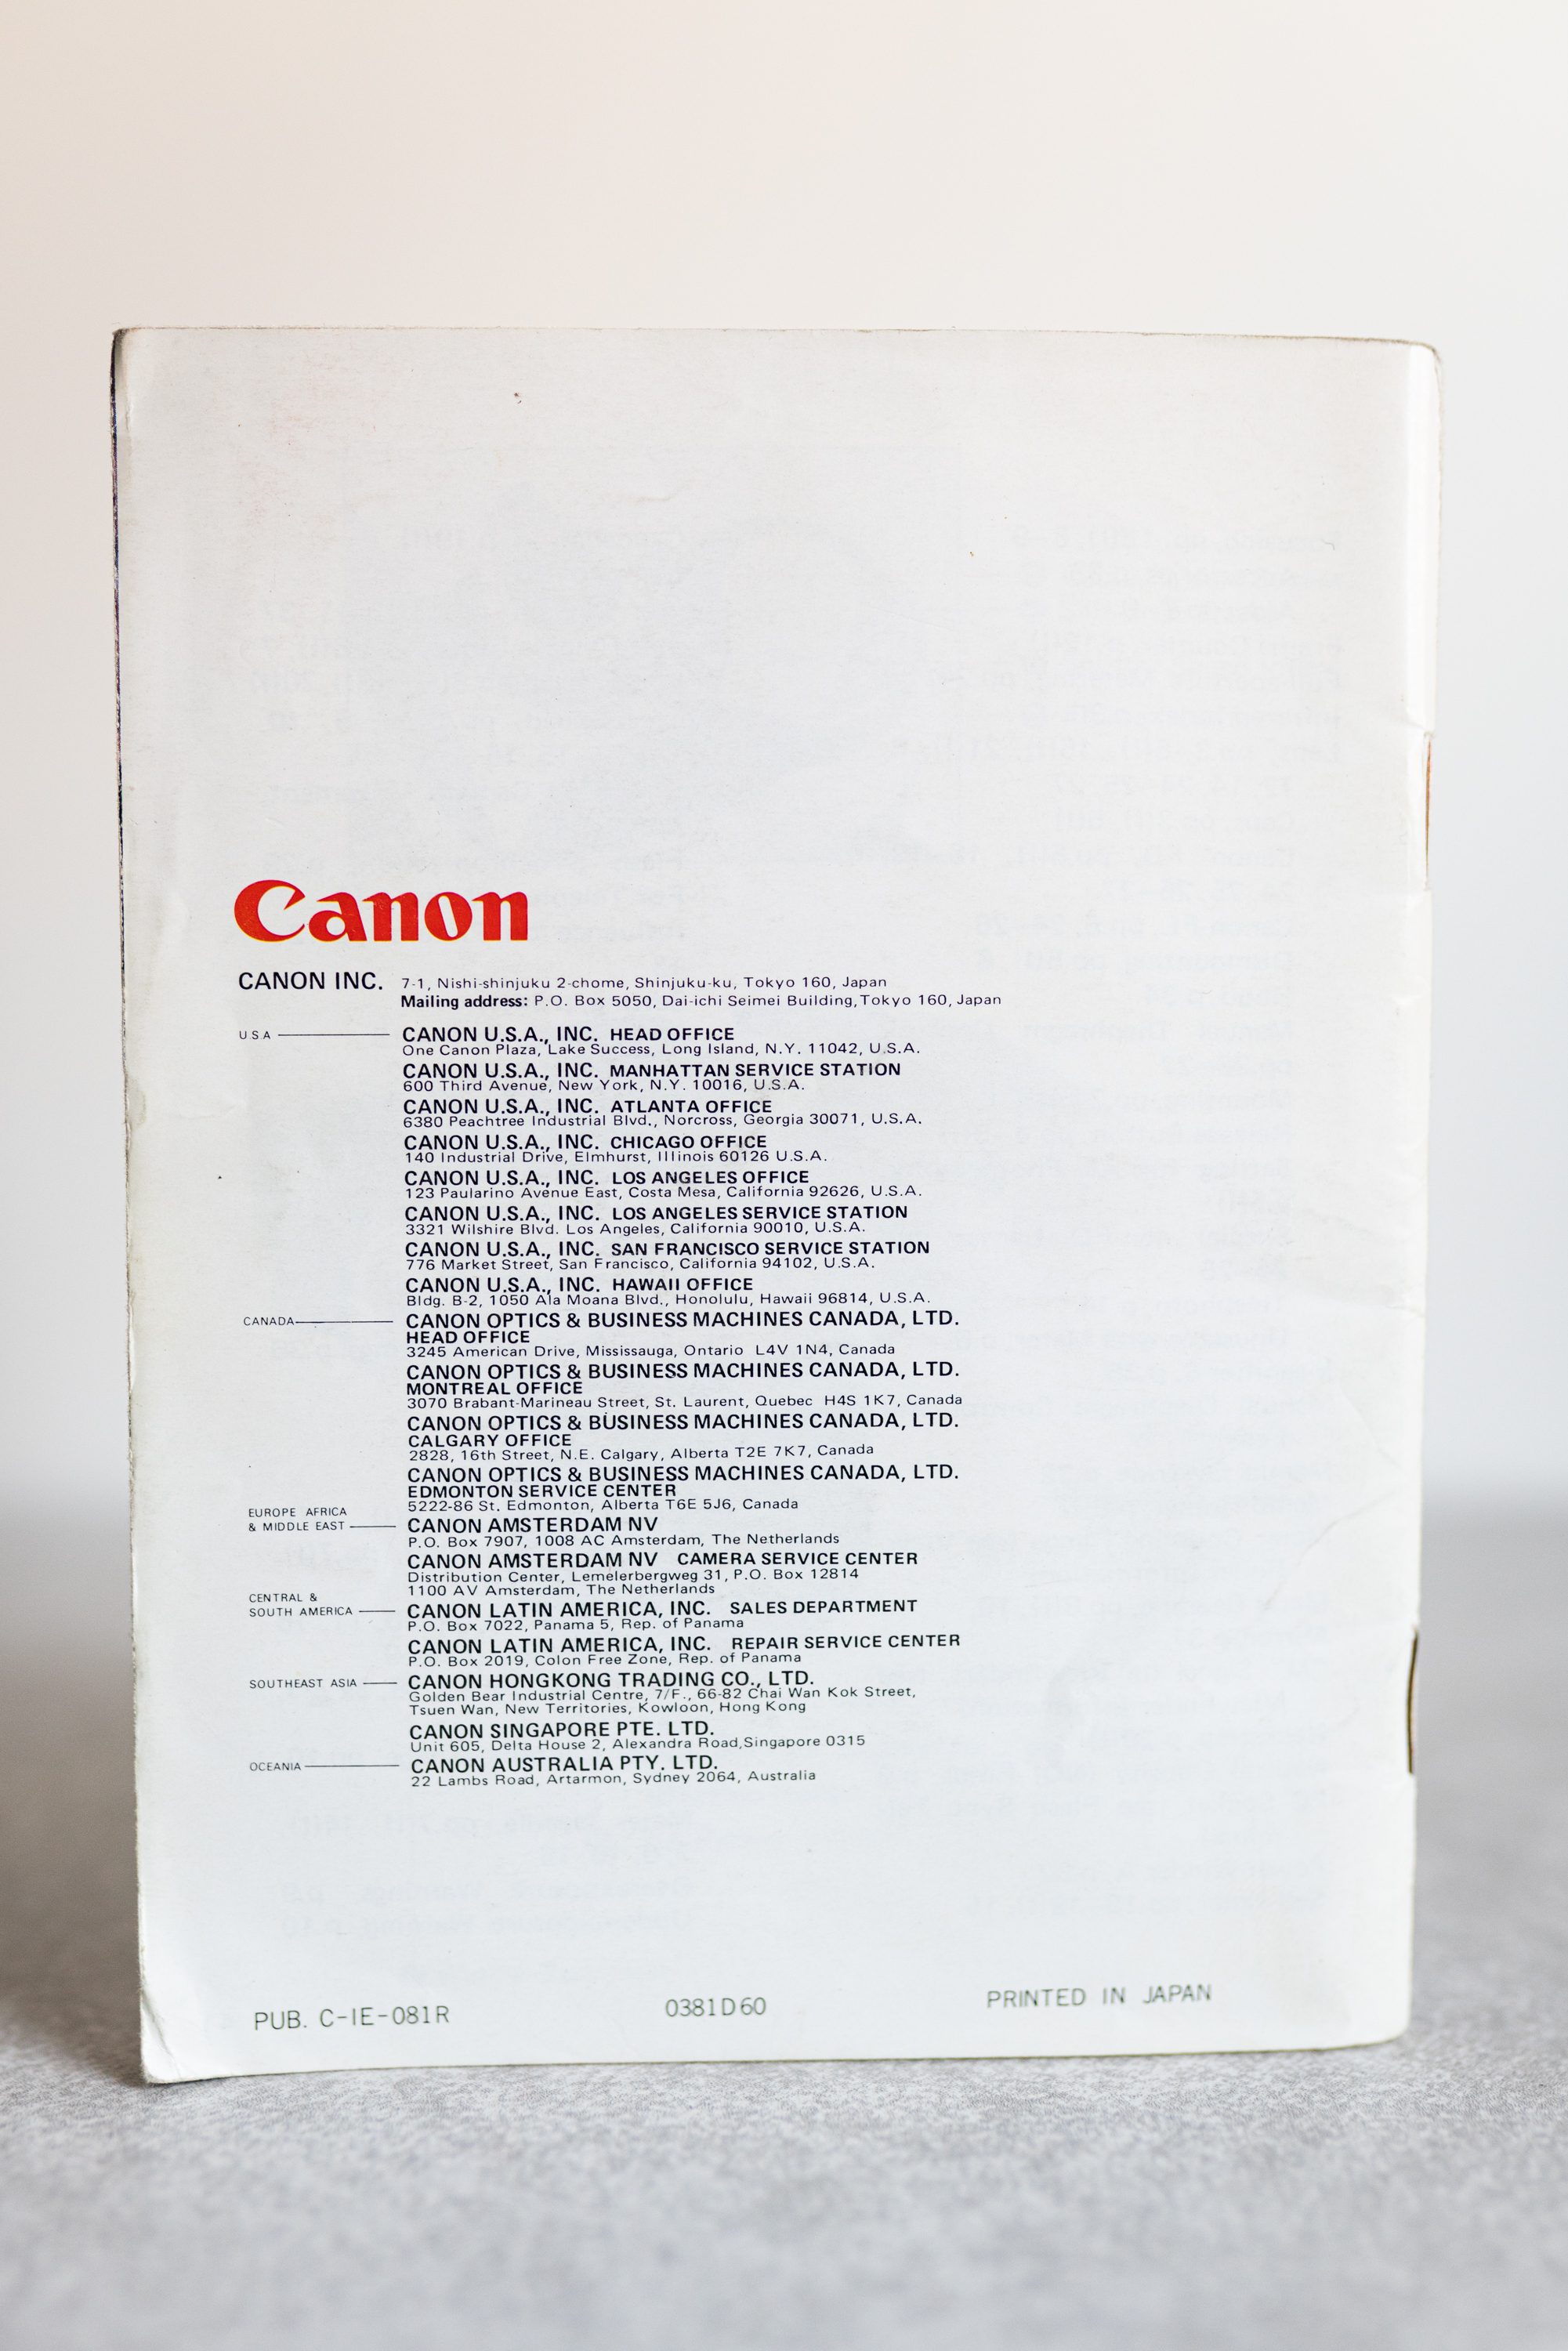 Canon
CANON INC. 7-1, Nishi-shinjuku 2-chome, Shinjuku-ku, Tokyo 160, Japan
Mailing address: P.O. Box 5050, Dai-ichi Seimei Building, Tokyo 160, Japan
USA CANON U.S.A., INC. HEAD OFFICE
One Canon Plaza, Lake Success, Long Island, N.Y. 11042, U.S.A.
CANON U.S.A., INC. MANHATTAN SERVICE STATION
600 Third Avenue, New York, N.Y. 10016, U.S.A.
CANON U.S.A., INC. ATLANTA OFFICE
6380 Peachtree Industrial Blvd., Norcross, Georgia 30071, U.S.A.
CANON U.S.A., INC. CHICAGO OFFICE
140 Industrial Drive, Elmhurst, Illinois 60126 U.S.A.
CANON U.S.A., INC. LOS ANGELES OFFICE
123 Paularino Avenue East, Costa Mesa, California 92626, U.S.A.
CANON U.S.A., INC. LOS ANGELES SERVICE STATION
3321 Wilshire Blvd. Los Angeles, California 90010, U.S.A.
CANON U.S.A., INC. SAN FRANCISCO SERVICE STATION
776 Market Street, San Francisco, California 94102, U.S.A.
CANON U.S.A., INC. HAWAII OFFICE
Bldg. B-2, 1050 Ala Moana Blvd., Honolulu, Hawaii 96814, U.S.A.
CANADA CANON OPTICS & BUSINESS MACHINES CANADA, LTD.
HEAD OFFICE
3245 American Drive, Mississauga, Ontario L4V 1N4, Canada
CANON OPTICS & BUSINESS MACHINES CANADA, LTD.
MONTREAL OFFICE
3070 Brabant-Marineau Street, St. Laurent, Quebec H4S 1K7, Canada
CANON OPTICS & BUSINESS MACHINES CANADA, LTD.
CALGARY OFFICE
2828, 16th Street, N.E. Calgary, Alberta T2E 7K7, Canada
CANON OPTICS & BUSINESS MACHINES CANADA, LTD.
EDMONTON SERVICE CENTER
5222-86 St. Edmonton, Alberta T6E 5J6, Canada
EUROPE AFRICA
& MIDDLE EAST CANON AMSTERDAM NV
P.O. Box 7907, 1008 AC Amsterdam, The Netherlands
CANON AMSTERDAM NV CAMERA SERVICE CENTER
Distribution Center, Lemelerbergweg 31, P.O. Box 12814
1100 AV Amsterdam, The Netherlands
CENTRAL &
SOUTH AMERICA CANON LATIN AMERICA, INC. SALES DEPARTMENT
P.O. Box 7022, Panama 5, Rep. of Panama
CANON LATIN AMERICA, INC. REPAIR SERVICE CENTER
P.O. Box 2019, Colon Free Zone, Rep. of Panama
SOUTHEAST ASIA CANON HONGKONG TRADING CO., LTD.
Golden Bear Industrial Centre, 7/F., 66-82 Chai Wan Kok Street,
Tsuen Wan, New Territories, Kowloon, Hong Kong
CANON SINGAPORE PTE. LTD.
Unit 605, Delta House 2, Alexandra Road, Singapore 0315
OCEANIA CANON AUSTRALIA PTY. LTD.
22 Lambs Road, Artarmon, Sydney 2064, Australia
PUB. C-IE-081R 0381D60 PRINTED IN JAPAN